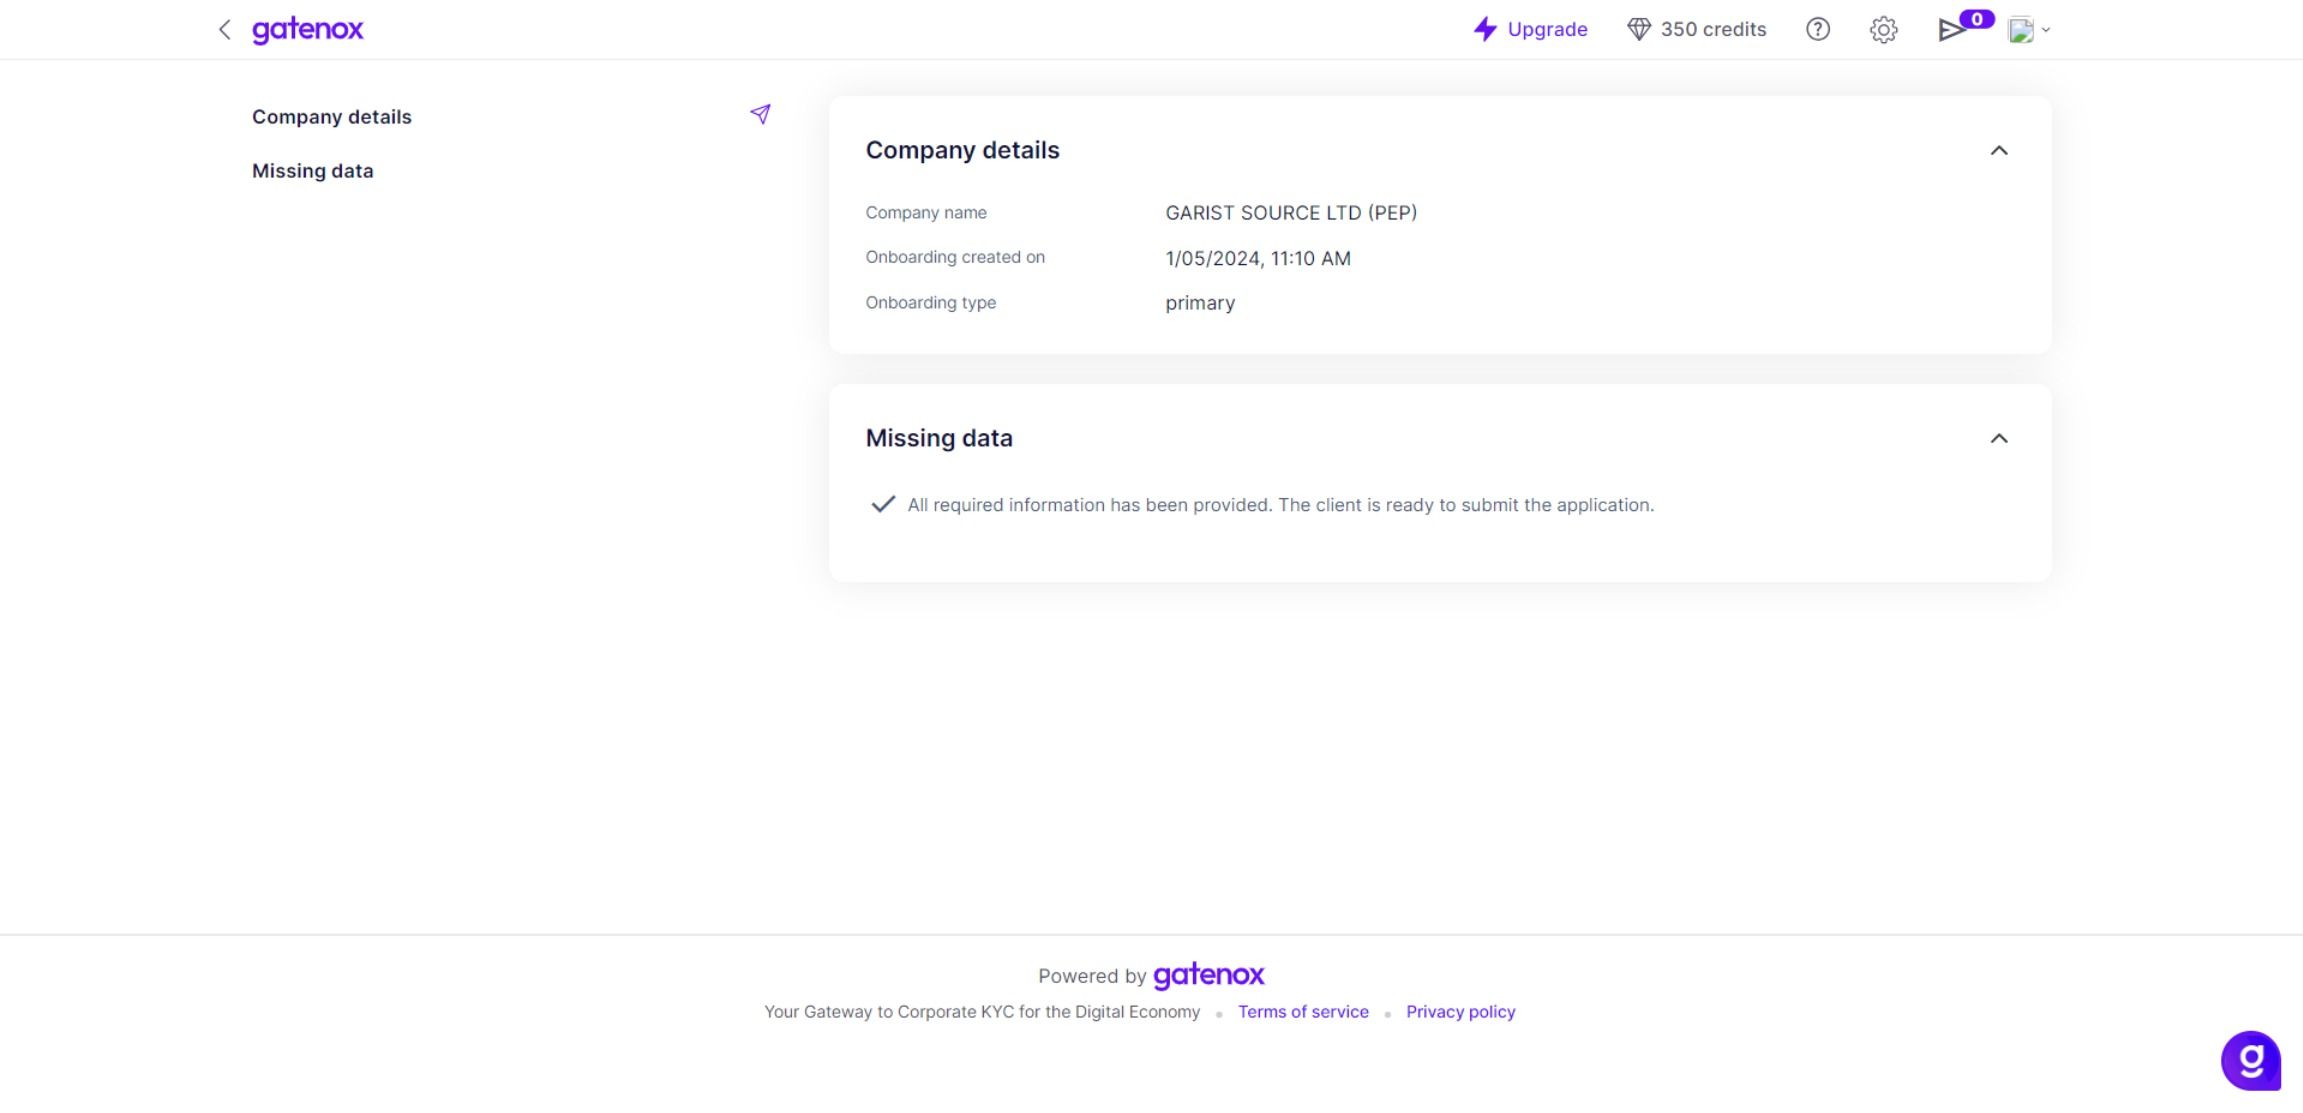 gatenox
Upgrade
350 credits
0
Company details
Missing data
Company details
Company name GARIST SOURCE LTD (PEP)
Onboarding created on 1/05/2024, 11:10 AM
Onboarding type primary
Missing data
All required information has been provided. The client is ready to submit the application.
Powered by gatenox
Your Gateway to Corporate KYC for the Digital Economy • Terms of service • Privacy policy
g